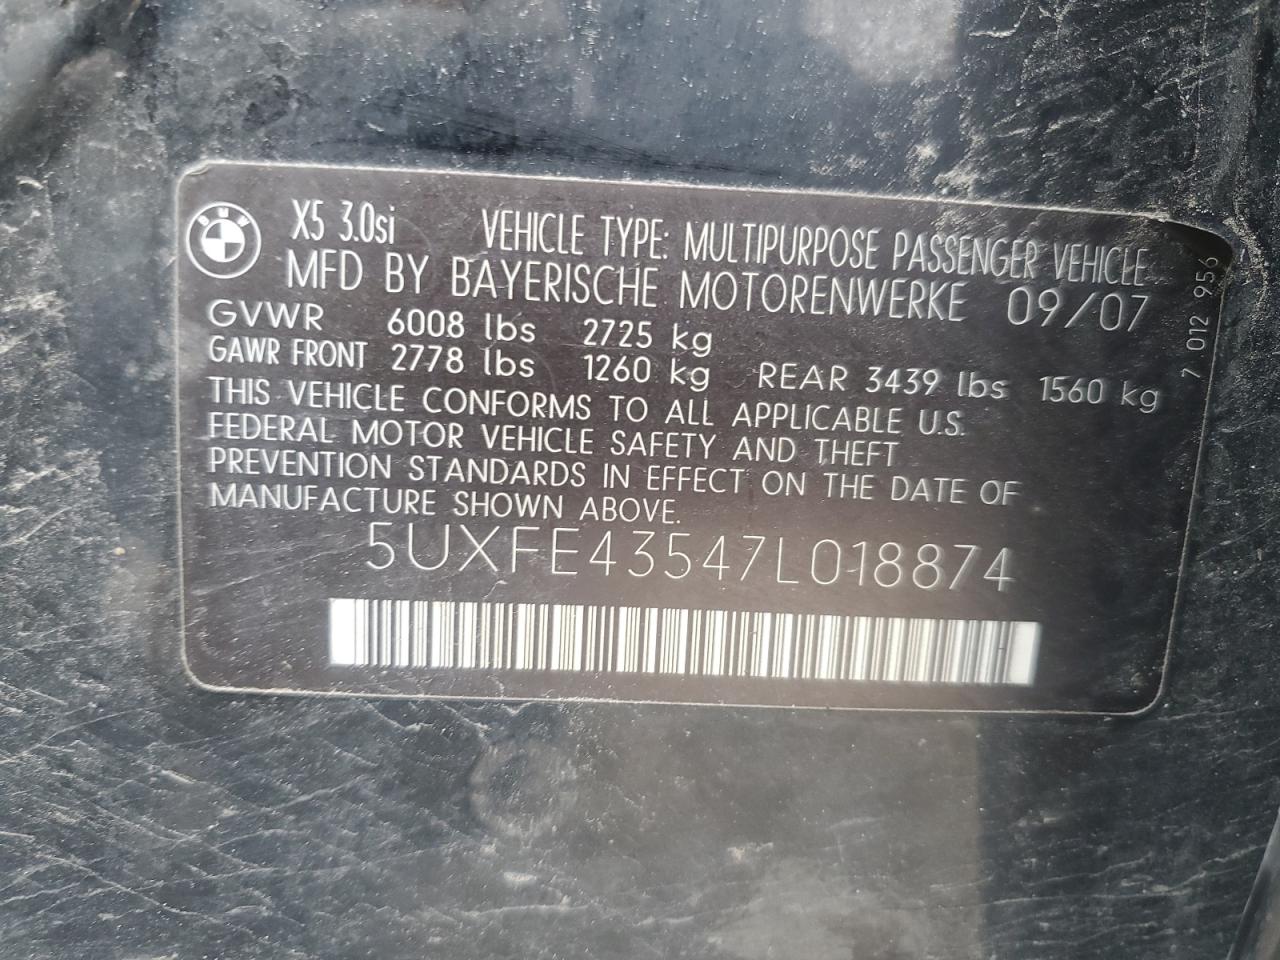 BMW
X5 3.0si VEHICLE TYPE: MULTIPURPOSE PASSENGER VEHICLE
MFD BY BAYERISCHE MOTORENWERKE 09/07
GVWR 6008 lbs 2725 kg
GAWR FRONT 2778 lbs 1260 kg REAR 3439 lbs 1560 kg
THIS VEHICLE CONFORMS TO ALL APPLICABLE U.S.
FEDERAL MOTOR VEHICLE SAFETY AND THEFT
PREVENTION STANDARDS IN EFFECT ON THE DATE OF
MANUFACTURE SHOWN ABOVE.
5UXFE43547L018874
7 012 956